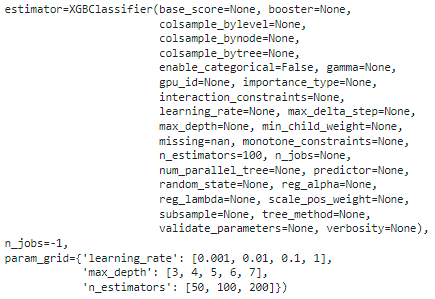 estimator=XGBClassifier(base_score=None, booster=None,
colsample_bylevel=None,
colsample_bynode=None,
colsample_bytree=None,
enable_categorical=False, gamma=None,
gpu_id=None, importance_type=None,
interaction_constraints=None,
learning_rate=None, max_delta_step=None,
max_depth=None, min_child_weight=None,
missing=nan, monotone_constraints=None,
n_estimators=100, n_jobs=None,
num_parallel_tree=None, predictor=None,
random_state=None, reg_alpha=None,
reg_lambda=None, scale_pos_weight=None,
subsample=None, tree_method=None,
validate_parameters=None, verbosity=None),
n_jobs=-1,
param_grid={'learning_rate': [0.001, 0.01, 0.1, 1],
'max_depth': [3, 4, 5, 6, 7],
'n_estimators': [50, 100, 200]})